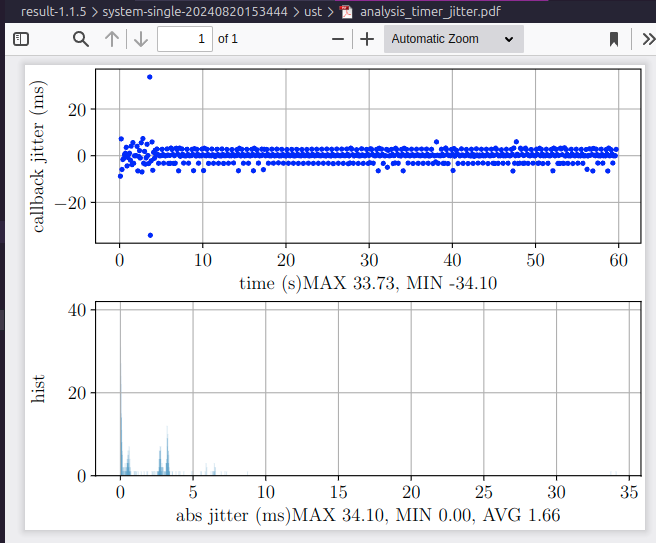 result-1.1.5 > system-single-20240820153444 > ust > analysis_timer_jitter.pdf
1 of 1 Automatic Zoom
callback jitter (ms)
20
0
−20
0 10 20 30 40 50 60
time (s)MAX 33.73, MIN -34.10
hist
40
20
0
0 5 10 15 20 25 30 35
abs jitter (ms)MAX 34.10, MIN 0.00, AVG 1.66